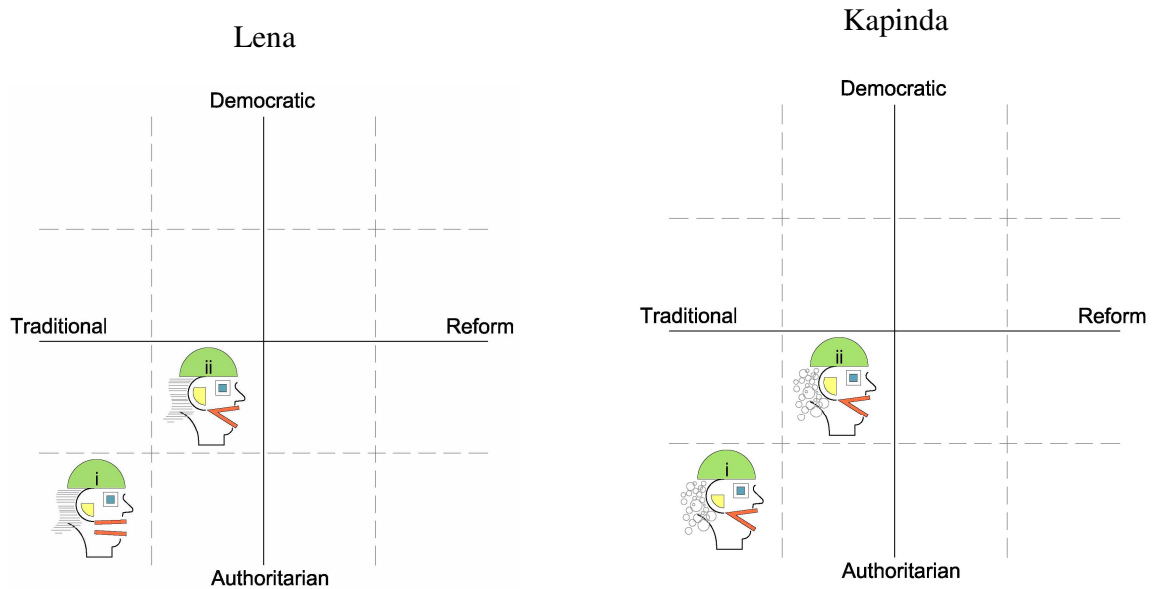 Lena
Democratic
Traditional
Reform
ii
i
Authoritarian
Kapinda
Democratic
Traditional
Reform
ii
i
Authoritarian